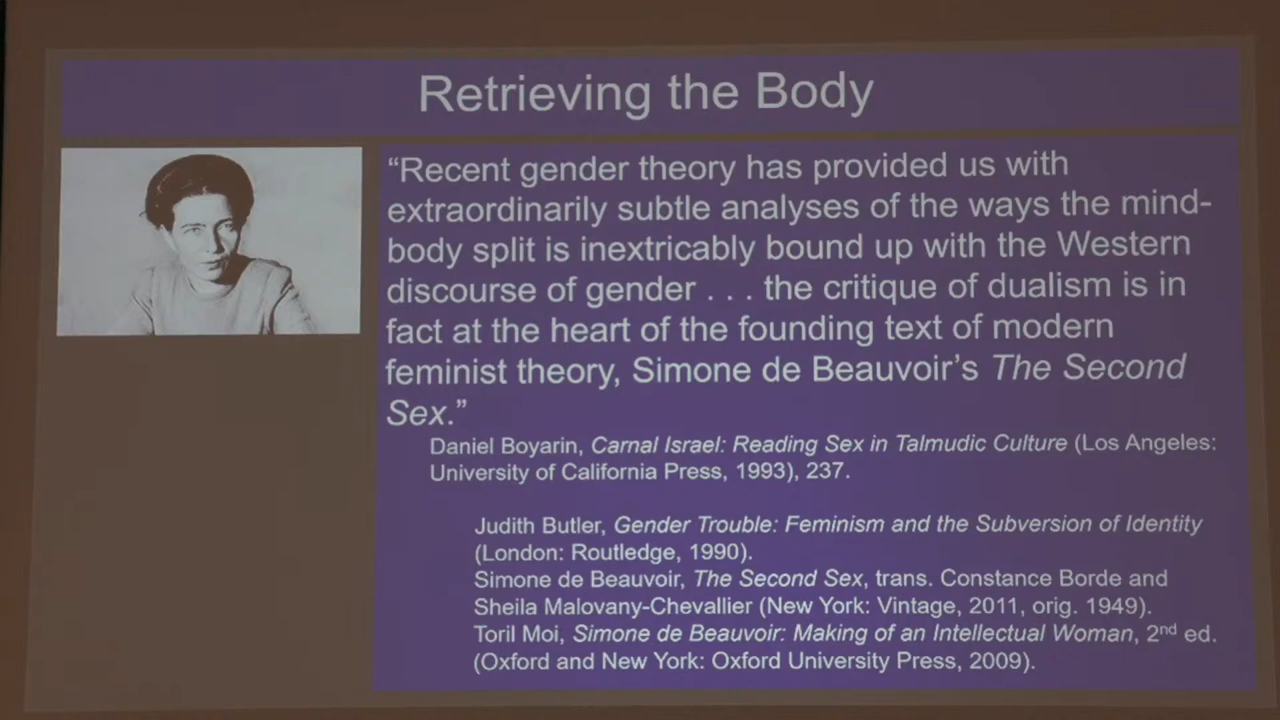 Retrieving the Body
“Recent gender theory has provided us with
extraordinarily subtle analyses of the ways the mind-
body split is inextricably bound up with the Western
discourse of gender . . . the critique of dualism is in
fact at the heart of the founding text of modern
feminist theory, Simone de Beauvoir’s The Second
Sex.”
Daniel Boyarin, Carnal Israel: Reading Sex in Talmudic Culture (Los Angeles:
University of California Press, 1993), 237.
Judith Butler, Gender Trouble: Feminism and the Subversion of Identity
(London: Routledge, 1990).
Simone de Beauvoir, The Second Sex, trans. Constance Borde and
Sheila Malovany-Chevallier (New York: Vintage, 2011, orig. 1949).
Toril Moi, Simone de Beauvoir: Making of an Intellectual Woman, 2nd ed.
(Oxford and New York: Oxford University Press, 2009).